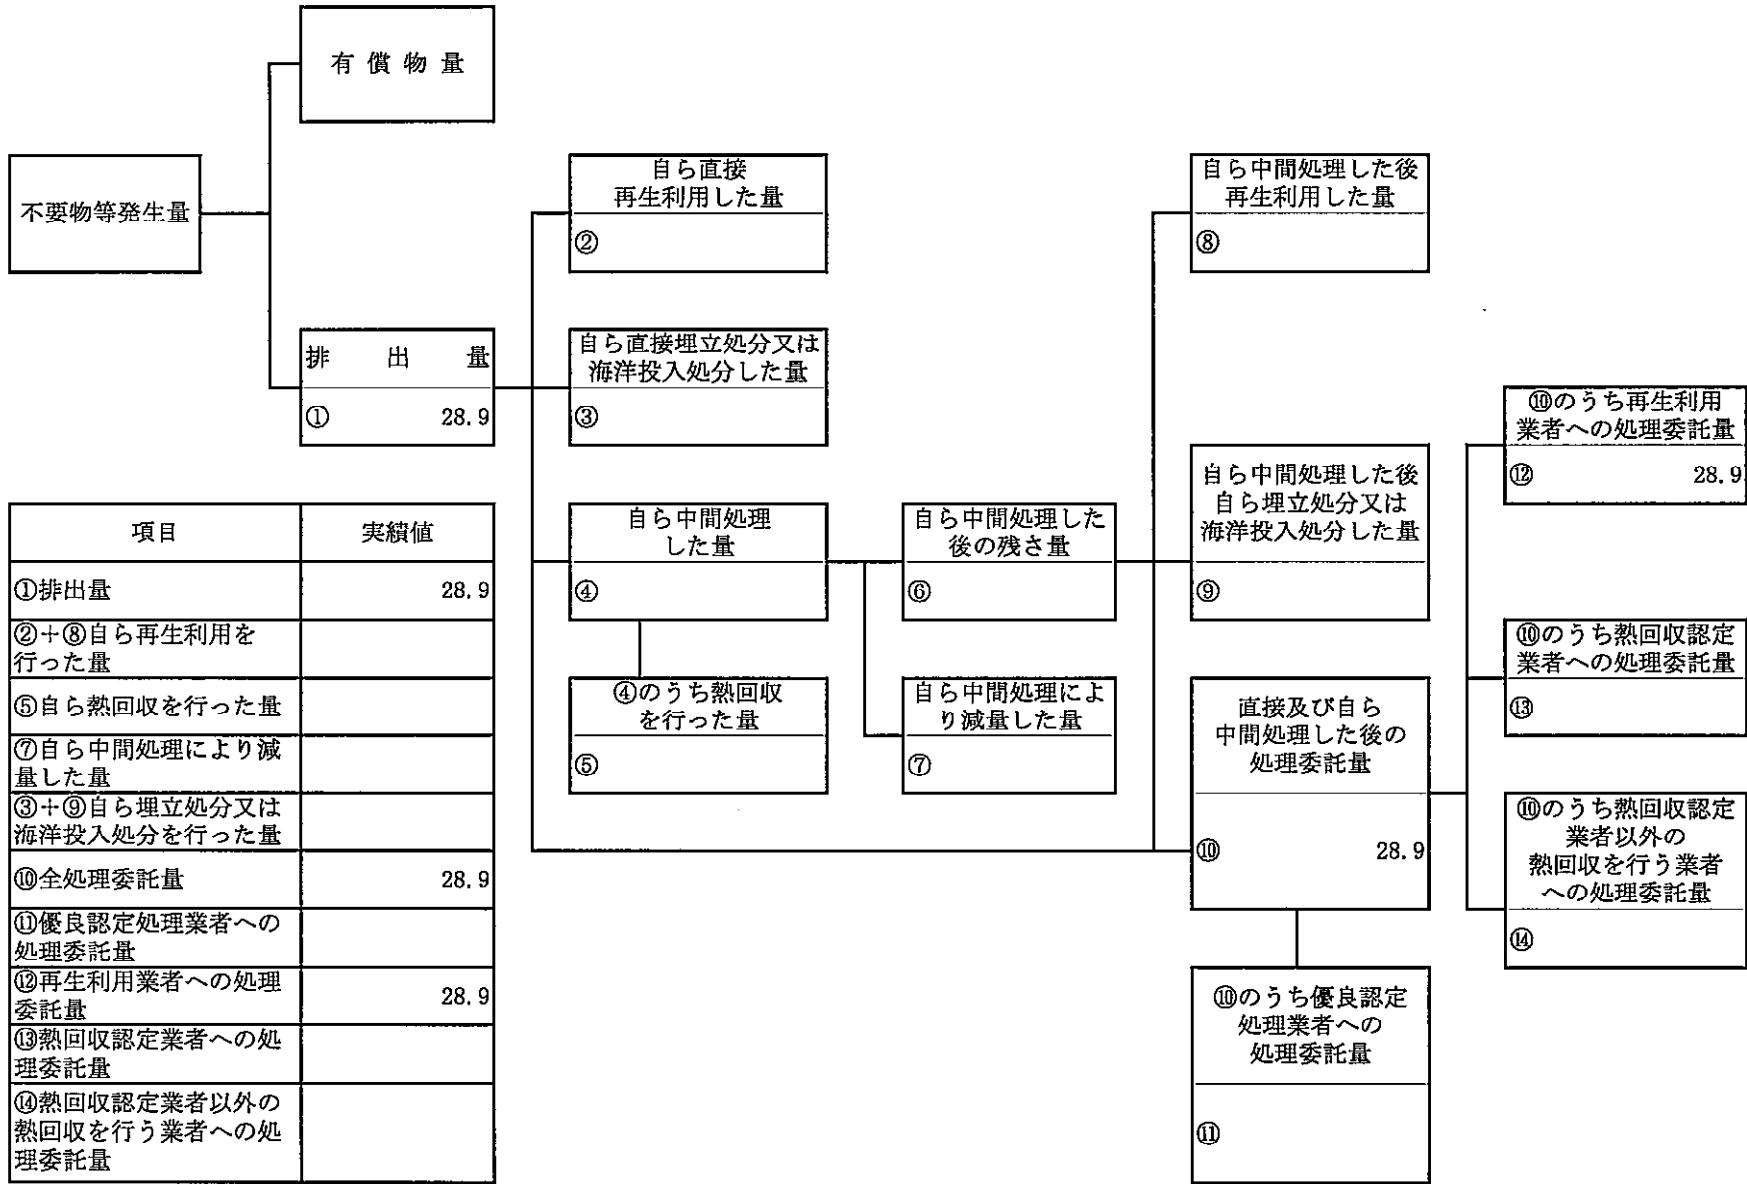 有償物量
不要物等発生量
排出量
① 28.9
自ら直接
再生利用した量
②
自ら直接埋立処分又は
海洋投入処分した量
③
自ら中間処理
した量
④
④のうち熱回収
を行った量
⑤
自ら中間処理した
後の残さ量
⑥
自ら中間処理によ
り減量した量
⑦
自ら中間処理した後
再生利用した量
⑧
自ら中間処理した後
自ら埋立処分又は
海洋投入処分した量
⑨
直接及び自ら
中間処理した後の
処理委託量
⑩ 28.9
⑩のうち優良認定
処理業者への
処理委託量
⑪
⑩のうち再生利用
業者への処理委託量
⑫ 28.9
⑩のうち熱回収認定
業者への処理委託量
⑬
⑩のうち熱回収認定
業者以外の
熱回収を行う業者
への処理委託量
⑭
項目 実績値
①排出量 28.9
②+⑧自ら再生利用を
行った量
⑤自ら熱回収を行った量
⑦自ら中間処理により減
量した量
③+⑨自ら埋立処分又は
海洋投入処分を行った量
⑩全処理委託量 28.9
⑪優良認定処理業者への
処理委託量
⑫再生利用業者への処理
委託量 28.9
⑬熱回収認定業者への処
理委託量
⑭熱回収認定業者以外の
熱回収を行う業者への処
理委託量